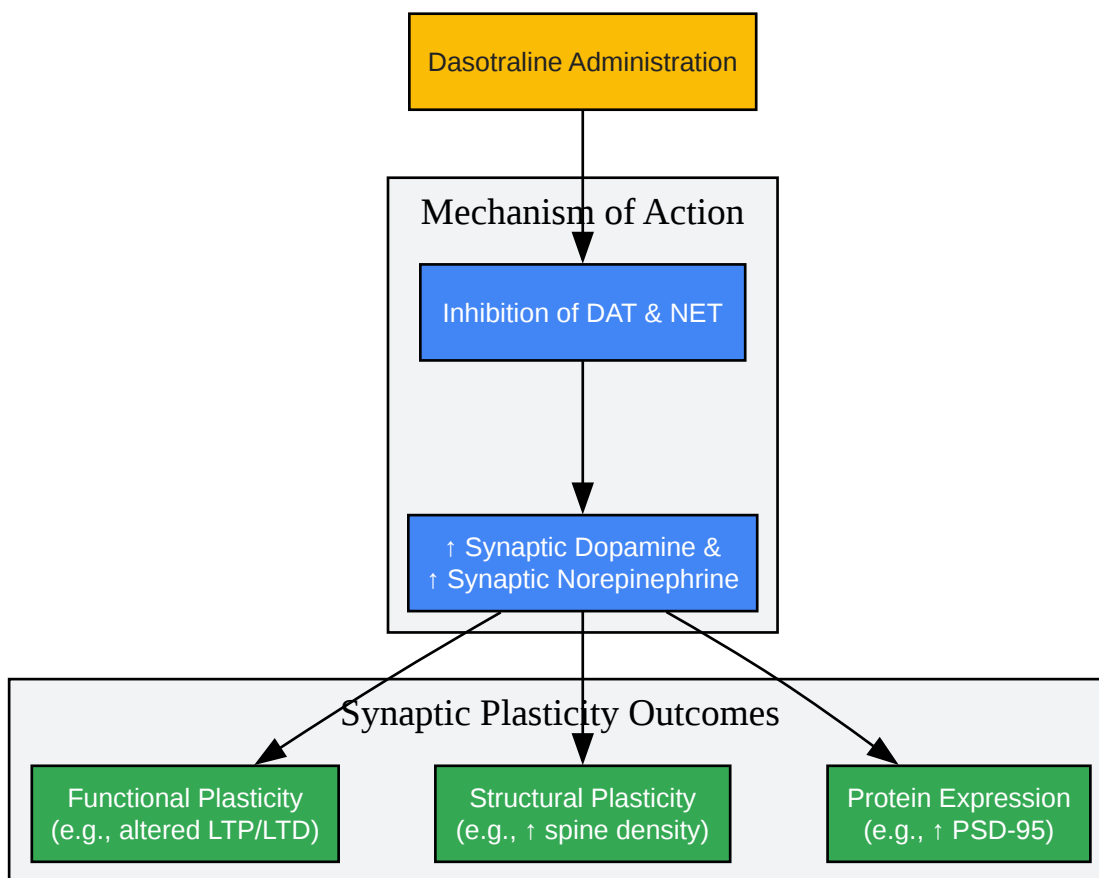 Dasotraline Administration
Mechanism of Action
Inhibition of DAT & NET
↑ Synaptic Dopamine &
↑ Synaptic Norepinephrine
Synaptic Plasticity Outcomes
Functional Plasticity
(e.g., altered LTP/LTD)
Structural Plasticity
(e.g., ↑ spine density)
Protein Expression
(e.g., ↑ PSD-95)